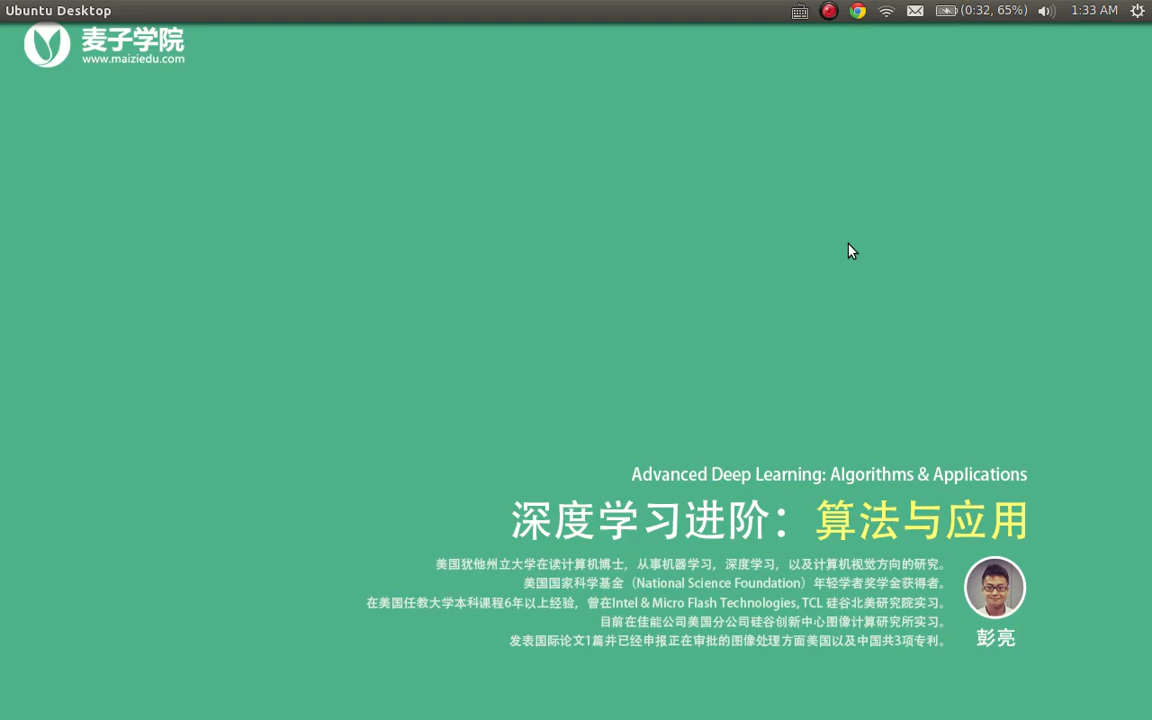 Ubuntu Desktop
(0:32, 65%)
1:33 AM
麦子学院
www.maiziedu.com
Advanced Deep Learning: Algorithms & Applications
深度学习进阶：算法与应用
美国犹他州立大学在读计算机博士，从事机器学习，深度学习，以及计算机视觉方向的研究。
美国国家科学基金（National Science Foundation）年轻学者奖学金获得者。
在美国任教大学本科课程6年以上经验，曾在Intel & Micro Flash Technologies, TCL 硅谷北美研究院实习。
目前在佳能公司美国分公司硅谷创新中心图像计算研究所实习。
发表国际论文1篇并已经申报正在审批的图像处理方面美国以及中国共3项专利。
彭亮